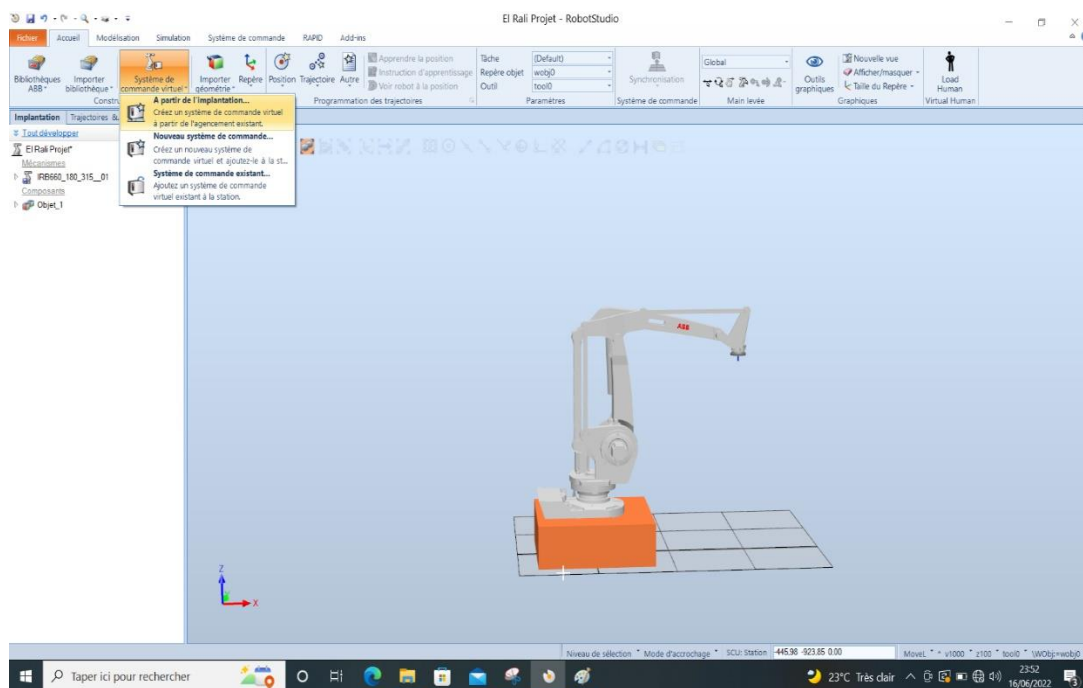 El Rali Projet - RobotStudio
Fichier Accueil Modélisation Simulation Système de commande RAPID Add-ins
Bibliothèques ABB
Importer bibliothèque
Système de commande virtuel
Importer géométrie
Repère
Position
Trajectoire
Autre
Apprendre la position
Instruction d'apprentissage
Voir robot à la position
Tâche (Default)
Repère objet wobj0
Outil tool0
Synchronisation
Global
Outils graphiques
Nouvelle vue
Afficher/masquer
Taille du Repère
Load Human
Constru
Programmation des trajectoires
Paramètres
Système de commande
Main levée
Graphiques
Virtual Human
A partir de l'implantation...
Créez un système de commande virtuel
à partir de l'agencement existant.
Nouveau système de commande...
Créez un nouveau système de
commande virtuel et ajoutez-le à la st...
Système de commande existant...
Ajoutez un système de commande
virtuel existant à la station.
Implantation Trajectoires &
Tout développer
El Rali Projet*
Mécanismes
IRB660_180_315__01
Composants
Objet_1
ABB
Z
X
Niveau de sélection Mode d'accrochage SCU: Station -445.98 -923.85 0.00 MoveL * v1000 z100 tool0 \WObj:=wobj0
Taper ici pour rechercher
23°C Très clair
23:52
16/06/2022
3